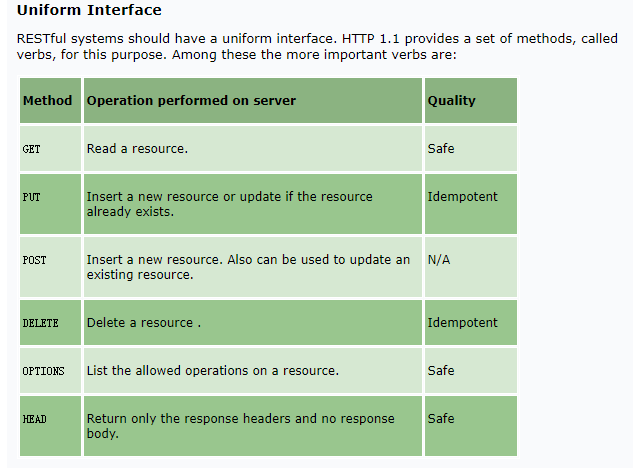 Uniform Interface
RESTful systems should have a uniform interface. HTTP 1.1 provides a set of methods, called
verbs, for this purpose. Among these the more important verbs are:
Method Operation performed on server Quality
GET Read a resource. Safe
PUT Insert a new resource or update if the resource already exists. Idempotent
POST Insert a new resource. Also can be used to update an existing resource. N/A
DELETE Delete a resource . Idempotent
OPTIONS List the allowed operations on a resource. Safe
HEAD Return only the response headers and no response body. Safe